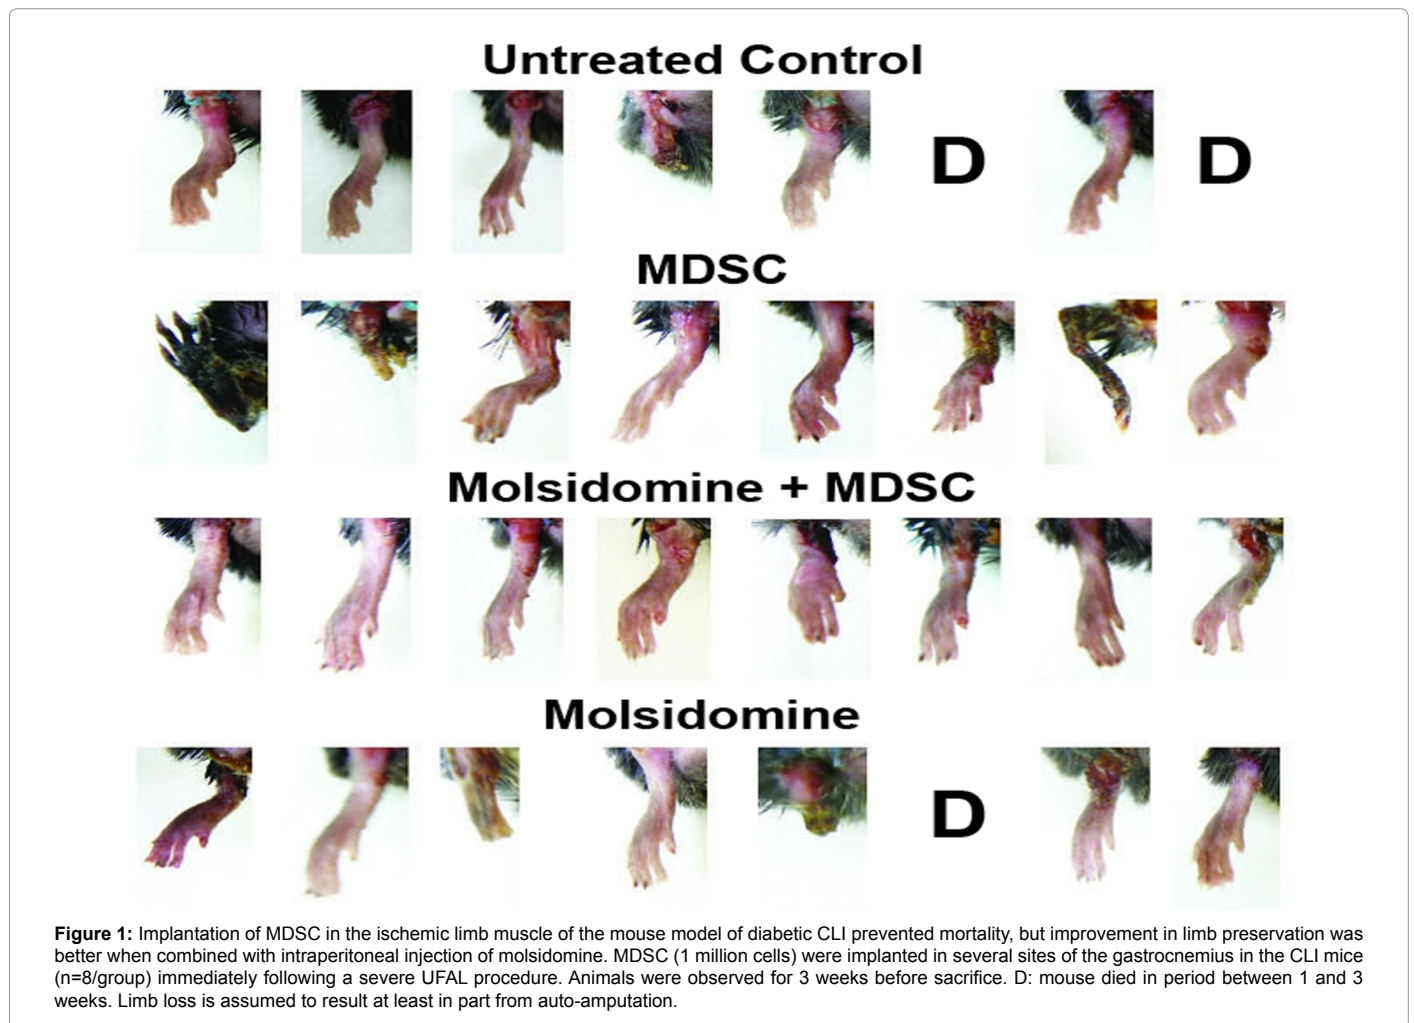 Untreated Control
D D
MDSC
Molsidomine + MDSC
Molsidomine
D
Figure 1: Implantation of MDSC in the ischemic limb muscle of the mouse model of diabetic CLI prevented mortality, but improvement in limb preservation was
better when combined with intraperitoneal injection of molsidomine. MDSC (1 million cells) were implanted in several sites of the gastrocnemius in the CLI mice
(n=8/group) immediately following a severe UFAL procedure. Animals were observed for 3 weeks before sacrifice. D: mouse died in period between 1 and 3
weeks. Limb loss is assumed to result at least in part from auto-amputation.